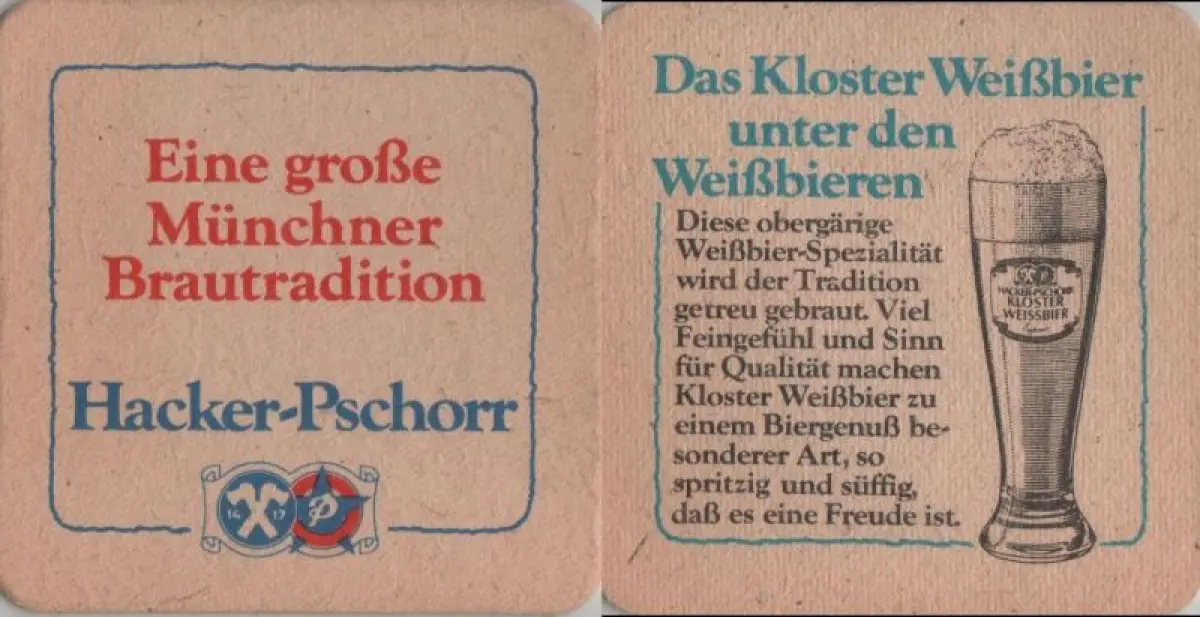 Eine große
Münchner
Brautradition
Hacker-Pschorr
14 17
P
Das Kloster Weißbier
unter den
Weißbieren
Diese obergärige
Weißbier-Spezialität
wird der Tradition
getreu gebraut. Viel
Feingefühl und Sinn
für Qualität machen
Kloster Weißbier zu
einem Biergenuß be-
sonderer Art, so
spritzig und süffig,
daß es eine Freude ist.
HACKER-PSCHORR
KLOSTER
WEISSBIER